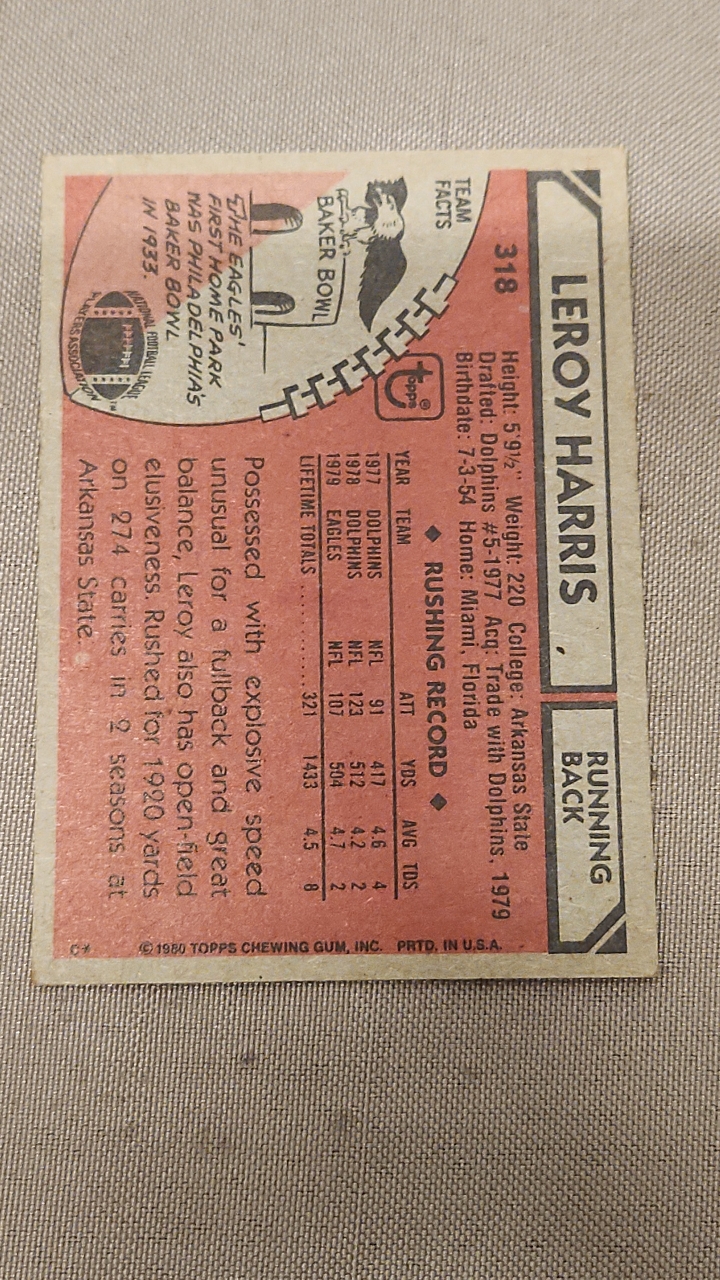 LEROY HARRIS
RUNNING
BACK
318
Height: 5'9½" Weight: 220 College: Arkansas State
Drafted: Dolphins #5-1977 Acq: Trade with Dolphins, 1979
Birthdate: 7-3-54 Home: Miami, Florida
TEAM
FACTS
BAKER BOWL
THE EAGLES'
FIRST HOME PARK
WAS PHILADELPHIA'S
BAKER BOWL
IN 1933.
NATIONAL FOOTBALL LEAGUE
PLAYERS ASSOCIATION™
topps®
◆ RUSHING RECORD ◆
YEAR TEAM ATT YDS AVG TDS
1977 DOLPHINS NFL 91 417 4.6 4
1978 DOLPHINS NFL 123 512 4.2 2
1979 EAGLES NFL 107 504 4.7 2
LIFETIME TOTALS .......... 321 1433 4.5 8
Possessed with explosive speed
unusual for a fullback and great
balance, Leroy also has open-field
elusiveness. Rushed for 1920 yards
on 274 carries in 2 seasons at
Arkansas State.
©1980 TOPPS CHEWING GUM, INC. PRTD. IN U.S.A.
C*